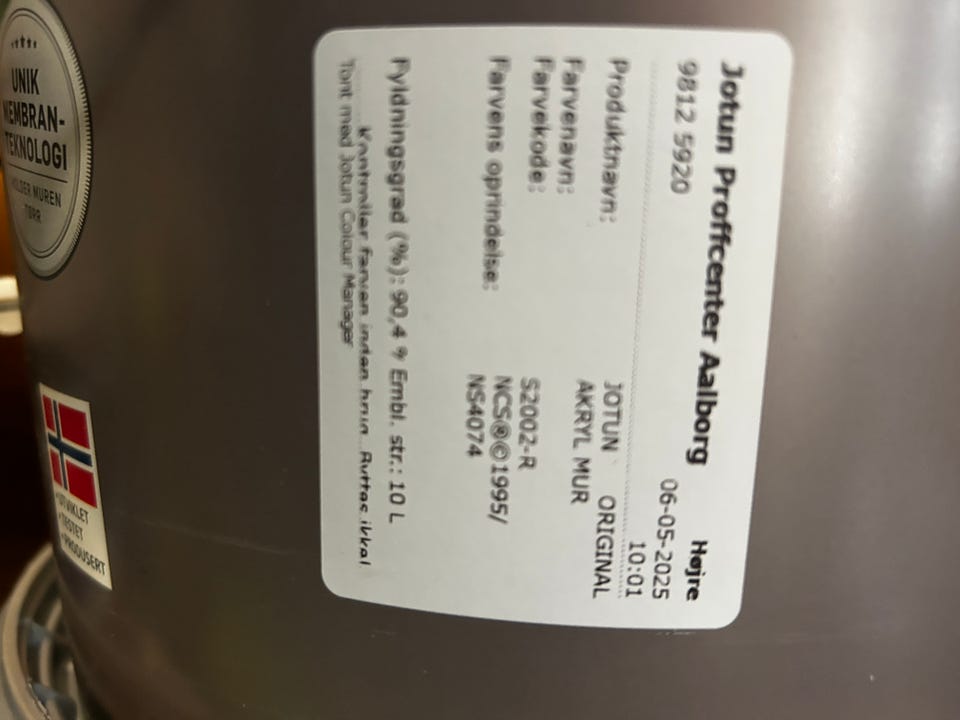 Jotun Proffcenter Aalborg Højre
9812 5920 06-05-2025
10:01
Produktnavn: JOTUN ORIGINAL
AKRYL MUR
Farvenavn:
Farvekode: S2002-R
Farvens oprindelse: NCS®©1995/
NS4074
Fyldningsgrad (%): 90,4 % Embl. str.: 10 L
Kontroller farven inden brug. Byttes ikke!
Tont med Jotun Colour Manager
UNIK
MEMBRAN-
TEKNOLOGI
HOLDER MUREN
TØRR
UTVIKLET
•TESTET
•PRODUSERT